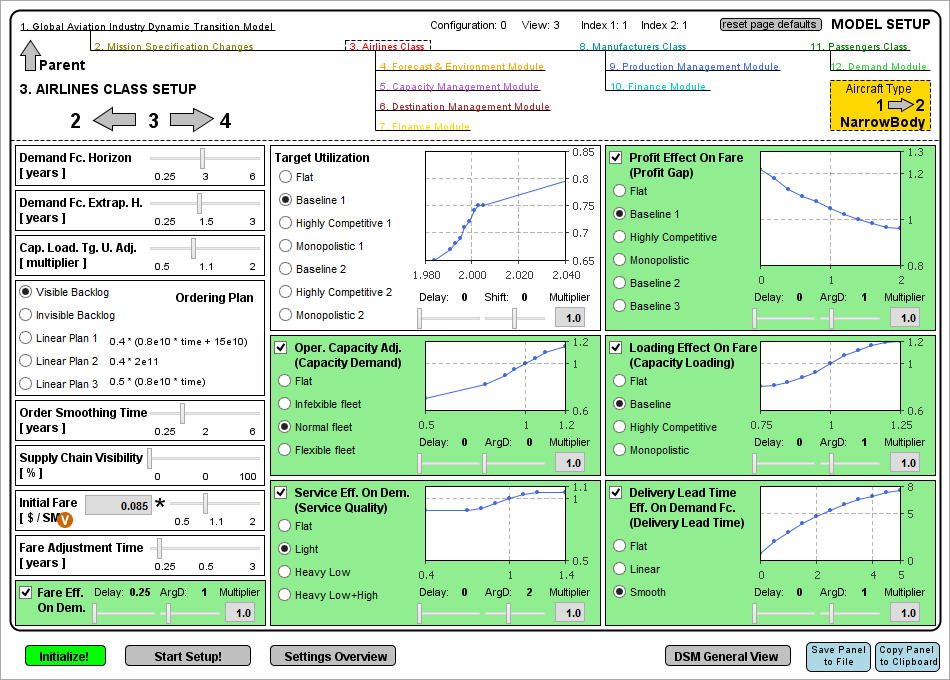 1. Global Aviation Industry Dynamic Transition Model
Configuration: 0 View: 3 Index 1: 1 Index 2: 1
reset page defaults
MODEL SETUP
2. Mission Specification Changes
3. Airlines Class
8. Manufacturers Class
11. Passengers Class
Parent
4. Forecast & Environment Module
9. Production Management Module
12. Demand Module
5. Capacity Management Module
10. Finance Module
6. Destination Management Module
7. Finance Module
3. AIRLINES CLASS SETUP
2 3 4
Aircraft Type
1 2
NarrowBody
Demand Fc. Horizon
[ years ]
0.25 3 6
Demand Fc. Extrap. H.
[ years ]
0.25 1.5 3
Cap. Load. Tg. U. Adj.
[ multiplier ]
0.5 1.1 2
Visible Backlog
Ordering Plan
Invisible Backlog
Linear Plan 1 0.4 * (0.8e10 * time + 15e10)
Linear Plan 2 0.4 * 2e11
Linear Plan 3 0.5 * (0.8e10 * time)
Order Smoothing Time
[ years ]
0.25 2 6
Supply Chain Visibility
[ % ]
0 0 100
Initial Fare
[ $ / SM
V
0.085 *
0.5 1.1 2
Fare Adjustment Time
[ years ]
0.25 0.5 3
Fare Eff.
On Dem.
Delay: 0.25 ArgD: 1 Multiplier
1.0
Target Utilization
Flat
Baseline 1
Highly Competitive 1
Monopolistic 1
Baseline 2
Highly Competitive 2
Monopolistic 2
0.85
0.8
0.7
0.65
1.980 2.000 2.020 2.040
Delay: 0 Shift: 0 Multiplier
1.0
Oper. Capacity Adj.
(Capacity Demand)
Flat
Infelxible fleet
Normal fleet
Flexible fleet
1.2
1
0.6
0.5 1 1.2
Delay: 0 ArgD: 0 Multiplier
1.0
Service Eff. On Dem.
(Service Quality)
Flat
Light
Heavy Low
Heavy Low+High
1.1
1
0.5
0.4 1 1.4
Delay: 0 ArgD: 2 Multiplier
1.0
Profit Effect On Fare
(Profit Gap)
Flat
Baseline 1
Highly Competitive
Monopolistic
Baseline 2
Baseline 3
1.3
1.2
1
0.8
0 1 2
Delay: 0 ArgD: 1 Multiplier
1.0
Loading Effect On Fare
(Capacity Loading)
Flat
Baseline
Highly Competitive
Monopolistic
1.2
1
0.6
0.75 1 1.25
Delay: 0 ArgD: 1 Multiplier
1.0
Delivery Lead Time
Eff. On Demand Fc.
(Delivery Lead Time)
Flat
Linear
Smooth
8
5
0
0 2 4 5
Delay: 0 ArgD: 1 Multiplier
1.0
Initialize!
Start Setup!
Settings Overview
DSM General View
Save Panel
to File
Copy Panel
to Clipboard